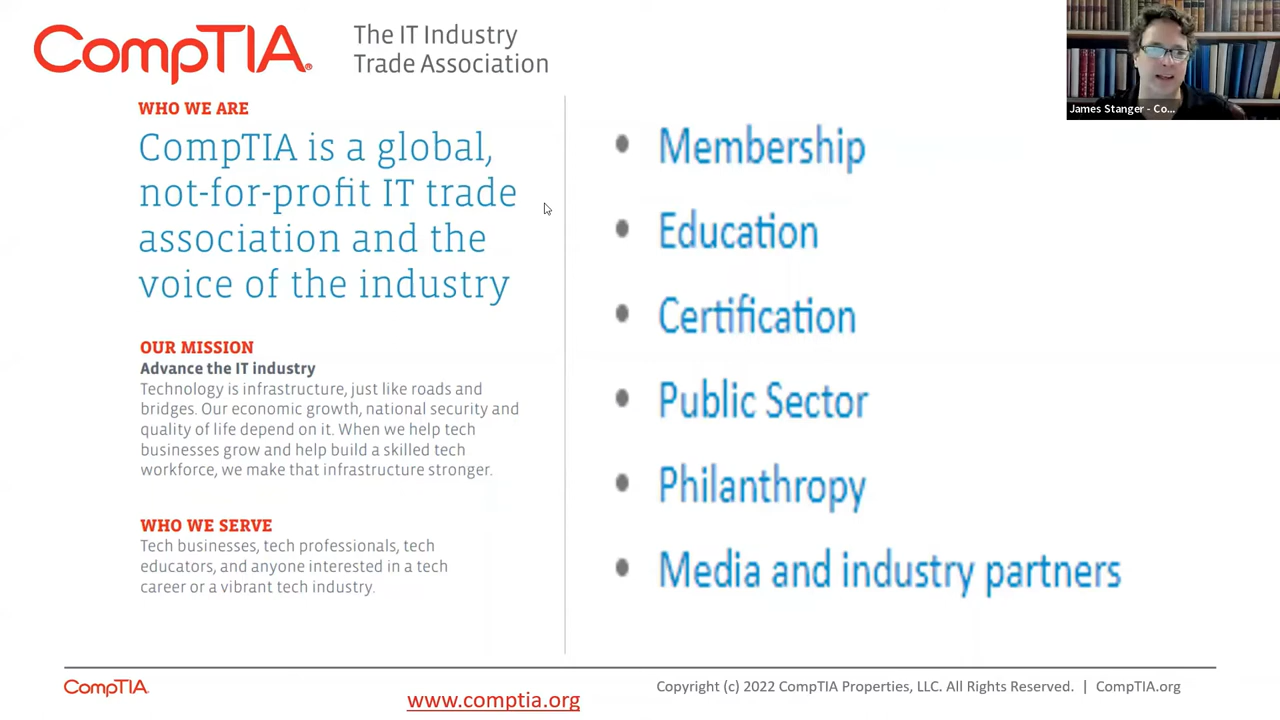 CompTIA.
The IT Industry
Trade Association
James Stanger - Co...
WHO WE ARE
CompTIA is a global,
not-for-profit IT trade
association and the
voice of the industry
OUR MISSION
Advance the IT industry
Technology is infrastructure, just like roads and
bridges. Our economic growth, national security and
quality of life depend on it. When we help tech
businesses grow and help build a skilled tech
workforce, we make that infrastructure stronger.
WHO WE SERVE
Tech businesses, tech professionals, tech
educators, and anyone interested in a tech
career or a vibrant tech industry.
• Membership
• Education
• Certification
• Public Sector
• Philanthropy
• Media and industry partners
CompTIA.
www.comptia.org
Copyright (c) 2022 CompTIA Properties, LLC. All Rights Reserved. | CompTIA.org